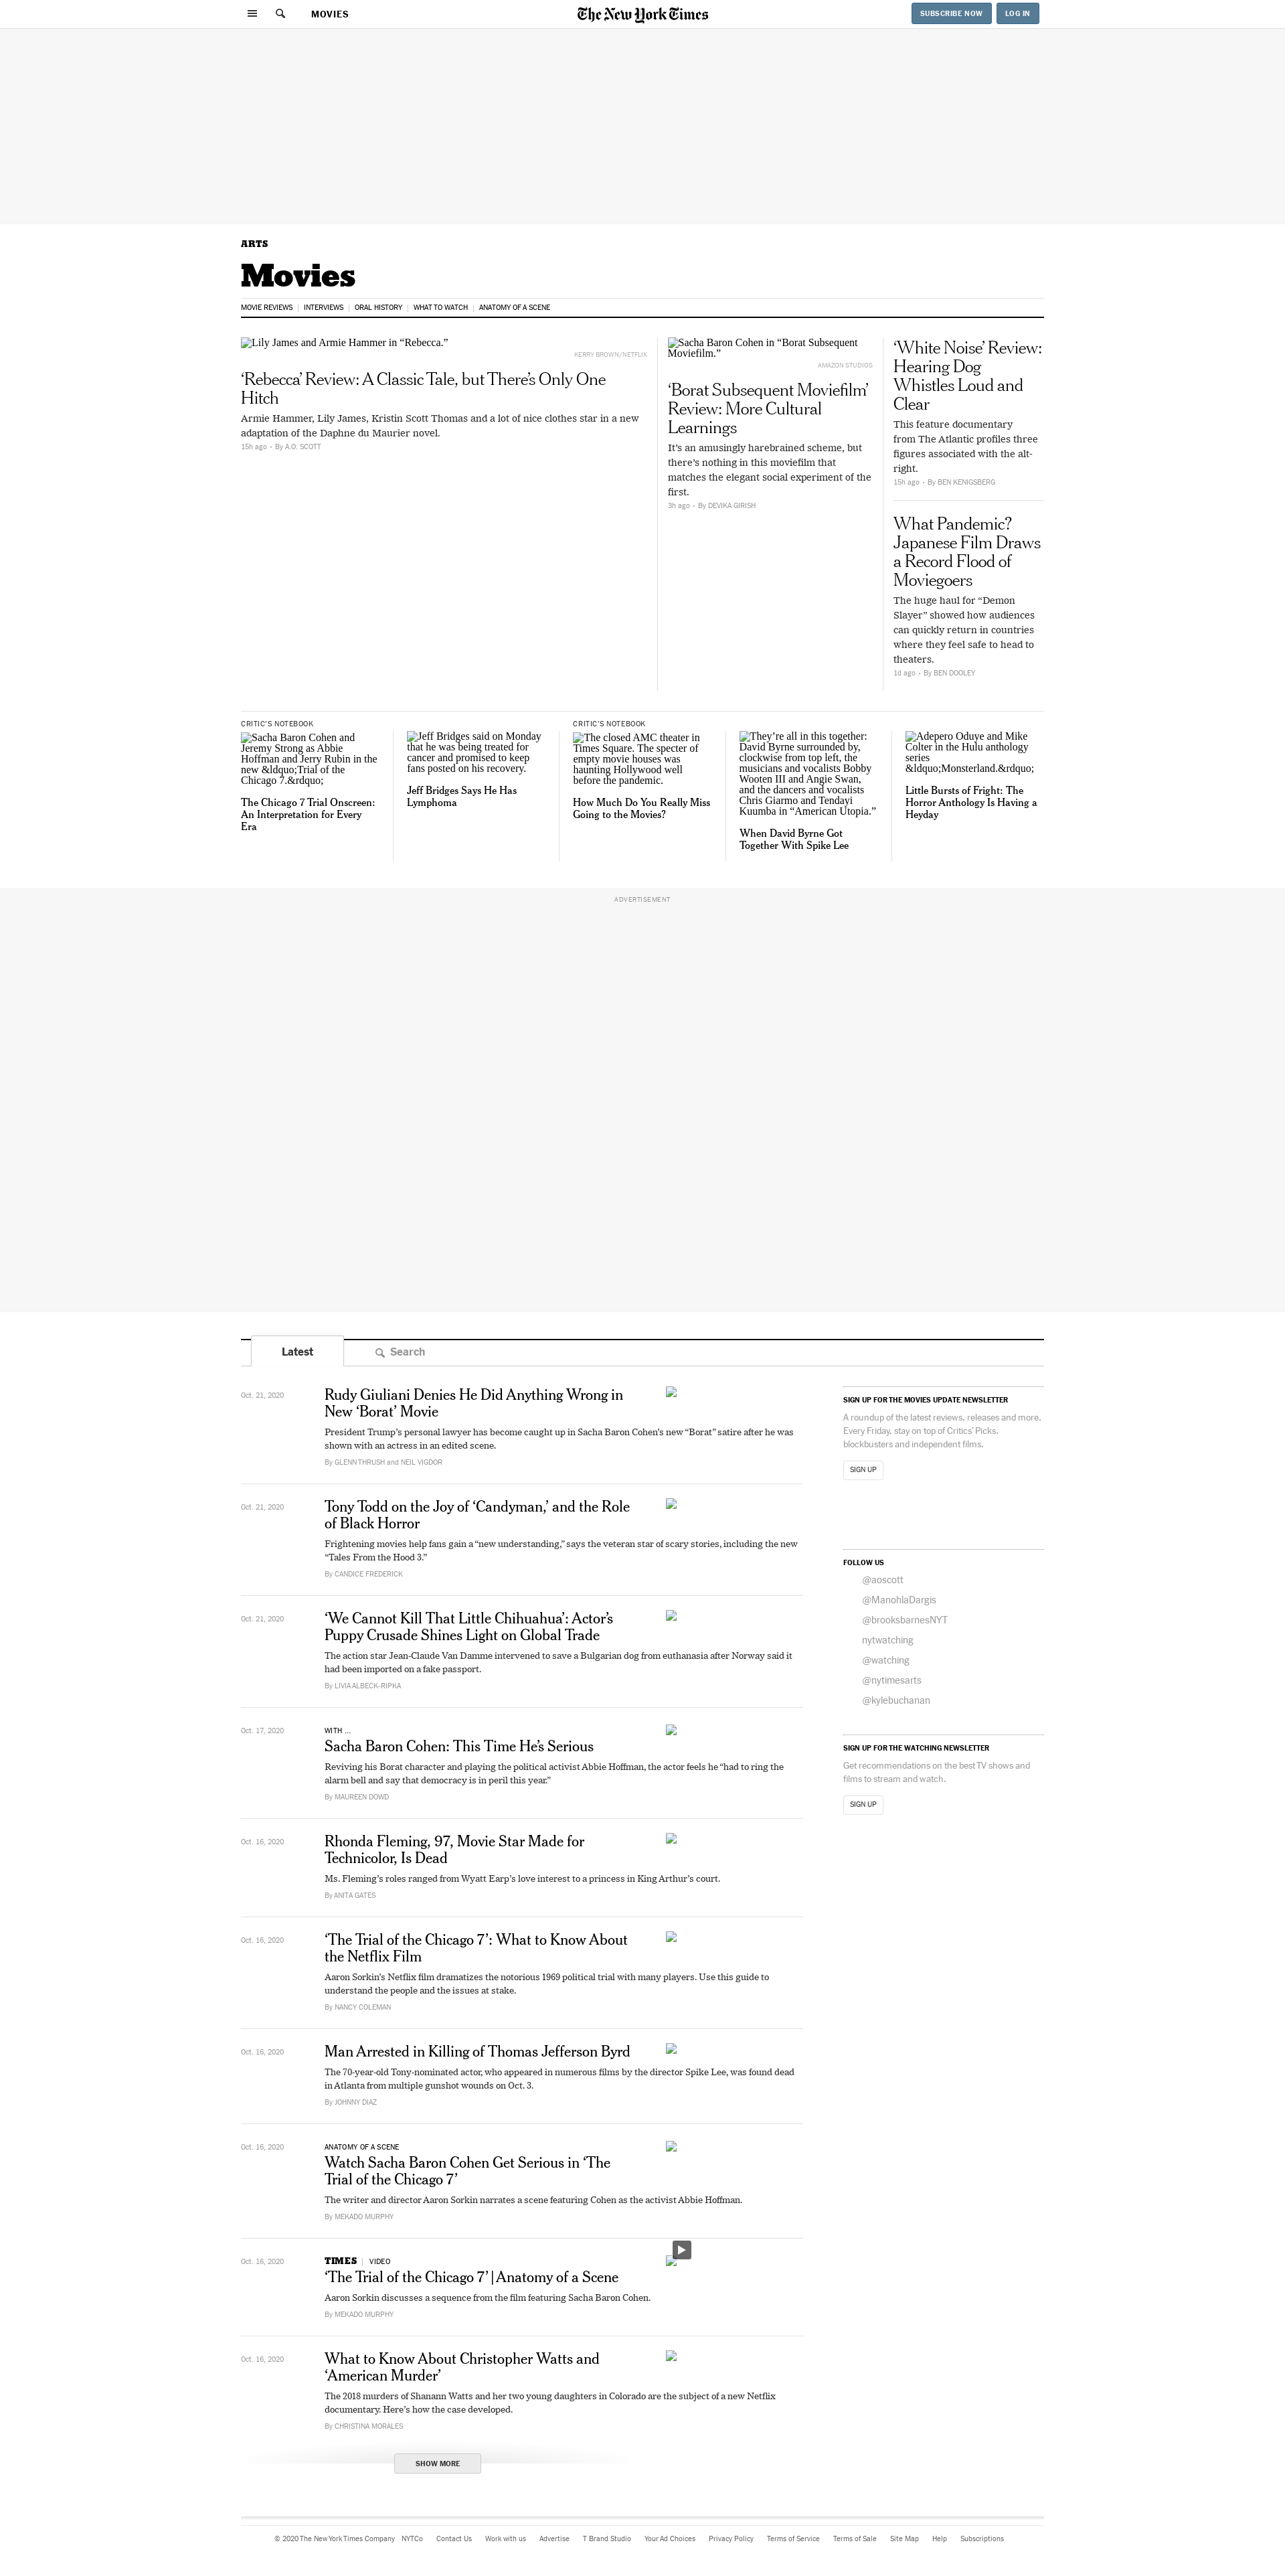 MOVIES
The New York Times
SUBSCRIBE NOW
LOG IN
ARTS
Movies
MOVIE REVIEWS | INTERVIEWS | ORAL HISTORY | WHAT TO WATCH | ANATOMY OF A SCENE
Lily James and Armie Hammer in “Rebecca.”
KERRY BROWN/NETFLIX
‘Rebecca’ Review: A Classic Tale, but There’s Only One
Hitch
Armie Hammer, Lily James, Kristin Scott Thomas and a lot of nice clothes star in a new
adaptation of the Daphne du Maurier novel.
15h ago • By A.O. SCOTT
Sacha Baron Cohen in “Borat Subsequent
Moviefilm.”
AMAZON STUDIOS
‘Borat Subsequent Moviefilm’
Review: More Cultural
Learnings
It’s an amusingly harebrained scheme, but
there’s nothing in this moviefilm that
matches the elegant social experiment of the
first.
3h ago • By DEVIKA GIRISH
‘White Noise’ Review:
Hearing Dog
Whistles Loud and
Clear
This feature documentary
from The Atlantic profiles three
figures associated with the alt-
right.
15h ago • By BEN KENIGSBERG
What Pandemic?
Japanese Film Draws
a Record Flood of
Moviegoers
The huge haul for “Demon
Slayer” showed how audiences
can quickly return in countries
where they feel safe to head to
theaters.
1d ago • By BEN DOOLEY
CRITIC’S NOTEBOOK
Sacha Baron Cohen and
Jeremy Strong as Abbie
Hoffman and Jerry Rubin in the
new &ldquo;Trial of the
Chicago 7.&rdquo;
The Chicago 7 Trial Onscreen:
An Interpretation for Every
Era
Jeff Bridges said on Monday
that he was being treated for
cancer and promised to keep
fans posted on his recovery.
Jeff Bridges Says He Has
Lymphoma
CRITIC’S NOTEBOOK
The closed AMC theater in
Times Square. The specter of
empty movie houses was
haunting Hollywood well
before the pandemic.
How Much Do You Really Miss
Going to the Movies?
They’re all in this together:
David Byrne surrounded by,
clockwise from top left, the
musicians and vocalists Bobby
Wooten III and Angie Swan,
and the dancers and vocalists
Chris Giarmo and Tendayi
Kuumba in “American Utopia.”
When David Byrne Got
Together With Spike Lee
Adepero Oduye and Mike
Colter in the Hulu anthology
series
&ldquo;Monsterland.&rdquo;
Little Bursts of Fright: The
Horror Anthology Is Having a
Heyday
ADVERTISEMENT
Latest
Search
Oct. 21, 2020
Rudy Giuliani Denies He Did Anything Wrong in
New ‘Borat’ Movie
President Trump’s personal lawyer has become caught up in Sacha Baron Cohen’s new “Borat” satire after he was
shown with an actress in an edited scene.
By GLENN THRUSH and NEIL VIGDOR
Oct. 21, 2020
Tony Todd on the Joy of ‘Candyman,’ and the Role
of Black Horror
Frightening movies help fans gain a “new understanding,” says the veteran star of scary stories, including the new
“Tales From the Hood 3.”
By CANDICE FREDERICK
Oct. 21, 2020
‘We Cannot Kill That Little Chihuahua’: Actor’s
Puppy Crusade Shines Light on Global Trade
The action star Jean-Claude Van Damme intervened to save a Bulgarian dog from euthanasia after Norway said it
had been imported on a fake passport.
By LIVIA ALBECK-RIPKA
Oct. 17, 2020
WITH ...
Sacha Baron Cohen: This Time He’s Serious
Reviving his Borat character and playing the political activist Abbie Hoffman, the actor feels he “had to ring the
alarm bell and say that democracy is in peril this year.”
By MAUREEN DOWD
Oct. 16, 2020
Rhonda Fleming, 97, Movie Star Made for
Technicolor, Is Dead
Ms. Fleming’s roles ranged from Wyatt Earp’s love interest to a princess in King Arthur’s court.
By ANITA GATES
Oct. 16, 2020
‘The Trial of the Chicago 7’: What to Know About
the Netflix Film
Aaron Sorkin’s Netflix film dramatizes the notorious 1969 political trial with many players. Use this guide to
understand the people and the issues at stake.
By NANCY COLEMAN
Oct. 16, 2020
Man Arrested in Killing of Thomas Jefferson Byrd
The 70-year-old Tony-nominated actor, who appeared in numerous films by the director Spike Lee, was found dead
in Atlanta from multiple gunshot wounds on Oct. 3.
By JOHNNY DIAZ
Oct. 16, 2020
ANATOMY OF A SCENE
Watch Sacha Baron Cohen Get Serious in ‘The
Trial of the Chicago 7’
The writer and director Aaron Sorkin narrates a scene featuring Cohen as the activist Abbie Hoffman.
By MEKADO MURPHY
Oct. 16, 2020
TIMES | VIDEO
‘The Trial of the Chicago 7’ | Anatomy of a Scene
Aaron Sorkin discusses a sequence from the film featuring Sacha Baron Cohen.
By MEKADO MURPHY
Oct. 16, 2020
What to Know About Christopher Watts and
‘American Murder’
The 2018 murders of Shanann Watts and her two young daughters in Colorado are the subject of a new Netflix
documentary. Here’s how the case developed.
By CHRISTINA MORALES
SHOW MORE
SIGN UP FOR THE MOVIES UPDATE NEWSLETTER
A roundup of the latest reviews, releases and more.
Every Friday, stay on top of Critics’ Picks,
blockbusters and independent films.
SIGN UP
FOLLOW US
@aoscott
@ManohlaDargis
@brooksbarnesNYT
nytwatching
@watching
@nytimesarts
@kylebuchanan
SIGN UP FOR THE WATCHING NEWSLETTER
Get recommendations on the best TV shows and
films to stream and watch.
SIGN UP
© 2020 The New York Times Company NYTCo Contact Us Work with us Advertise T Brand Studio Your Ad Choices Privacy Policy Terms of Service Terms of Sale Site Map Help Subscriptions